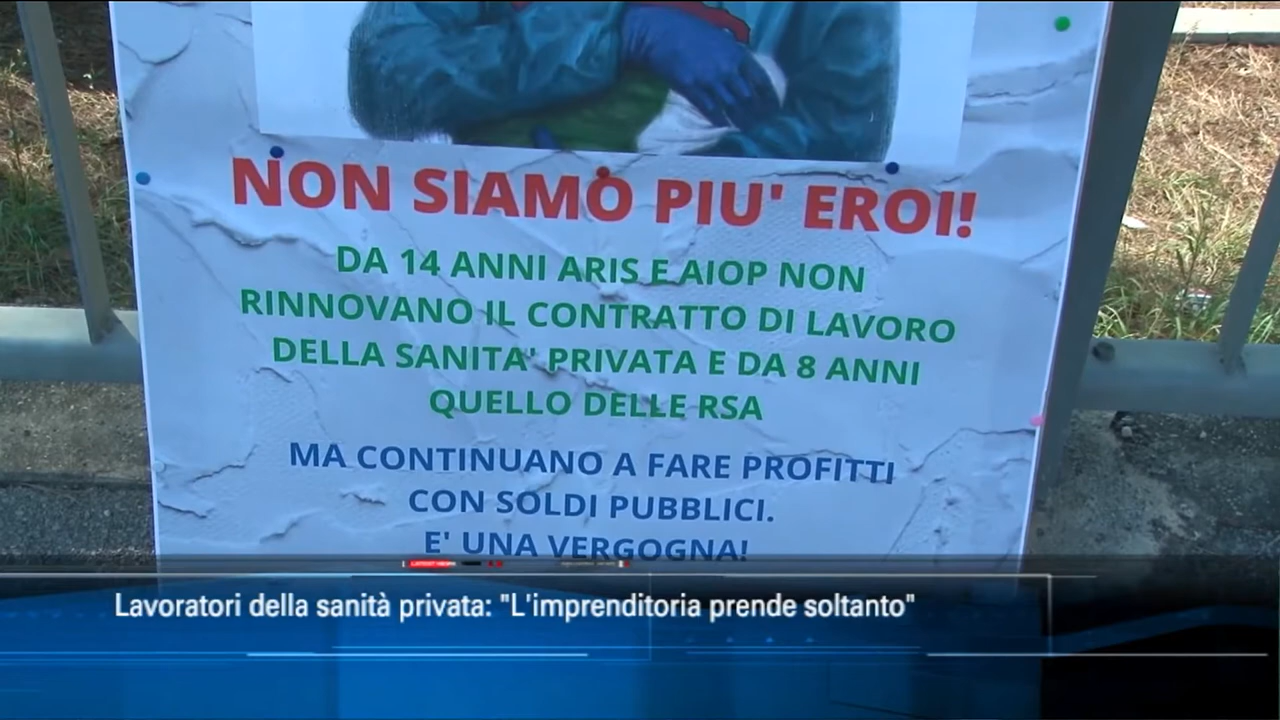 NON SIAMO PIU' EROI!
DA 14 ANNI ARIS E AIOP NON
RINNOVANO IL CONTRATTO DI LAVORO
DELLA SANITA' PRIVATA E DA 8 ANNI
QUELLO DELLE RSA
MA CONTINUANO A FARE PROFITTI
CON SOLDI PUBBLICI.
E' UNA VERGOGNA!
Lavoratori della sanità privata: "L'imprenditoria prende soltanto"